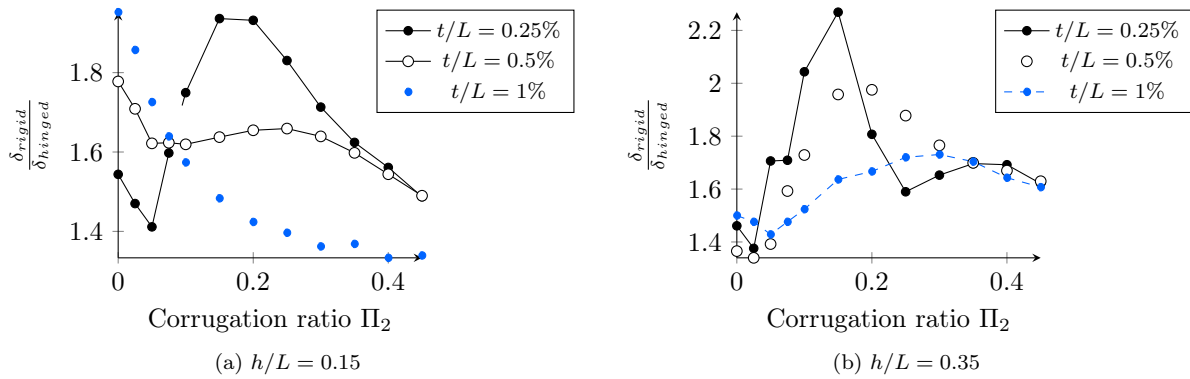 1.8
1.6
1.4
δrigid
δhinged
0
0.2
0.4
Corrugation ratio Π₂
t/L = 0.25%
t/L = 0.5%
t/L = 1%
(a) h/L = 0.15
2.2
2
1.8
1.6
1.4
δrigid
δhinged
0
0.2
0.4
Corrugation ratio Π₂
t/L = 0.25%
t/L = 0.5%
t/L = 1%
(b) h/L = 0.35